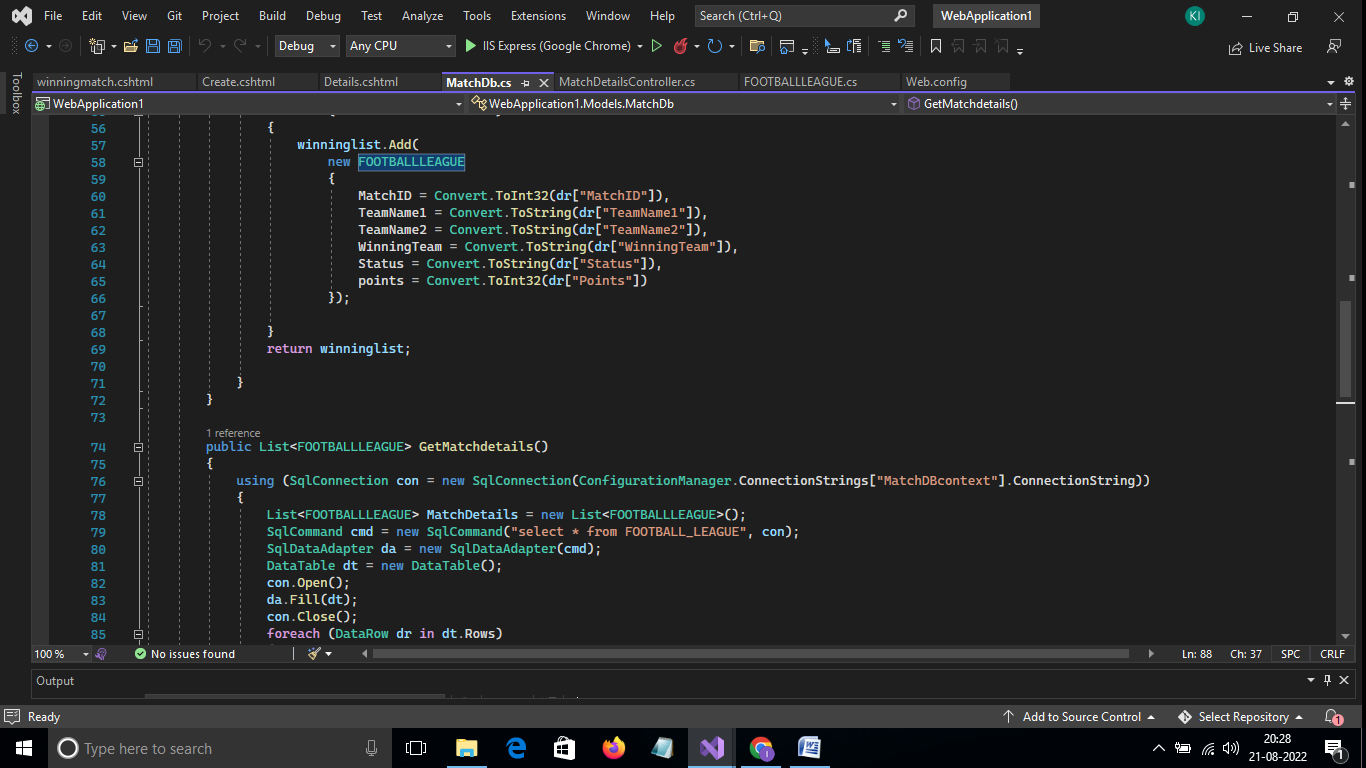 File Edit View Git Project Build Debug Test Analyze Tools Extensions Window Help Search (Ctrl+Q) WebApplication1 KI
Debug Any CPU IIS Express (Google Chrome) Live Share
Toolbox
winningmatch.cshtml Create.cshtml Details.cshtml MatchDb.cs MatchDetailsController.cs FOOTBALLLEAGUE.cs Web.config
WebApplication1 WebApplication1.Models.MatchDb GetMatchdetails()
56 {
57 winninglist.Add(
58 new FOOTBALLLEAGUE
59 {
60 MatchID = Convert.ToInt32(dr["MatchID"]),
61 TeamName1 = Convert.ToString(dr["TeamName1"]),
62 TeamName2 = Convert.ToString(dr["TeamName2"]),
63 WinningTeam = Convert.ToString(dr["WinningTeam"]),
64 Status = Convert.ToString(dr["Status"]),
65 points = Convert.ToInt32(dr["Points"])
66 });
67
68 }
69 return winninglist;
70
71 }
72 }
73
1 reference
74 public List<FOOTBALLLEAGUE> GetMatchdetails()
75 {
76 using (SqlConnection con = new SqlConnection(ConfigurationManager.ConnectionStrings["MatchDBcontext"].ConnectionString))
77 {
78 List<FOOTBALLLEAGUE> MatchDetails = new List<FOOTBALLLEAGUE>();
79 SqlCommand cmd = new SqlCommand("select * from FOOTBALL_LEAGUE", con);
80 SqlDataAdapter da = new SqlDataAdapter(cmd);
81 DataTable dt = new DataTable();
82 con.Open();
83 da.Fill(dt);
84 con.Close();
85 foreach (DataRow dr in dt.Rows)
100 % No issues found Ln: 88 Ch: 37 SPC CRLF
Output
Ready Add to Source Control Select Repository 1
Type here to search 20:28
21-08-2022 1